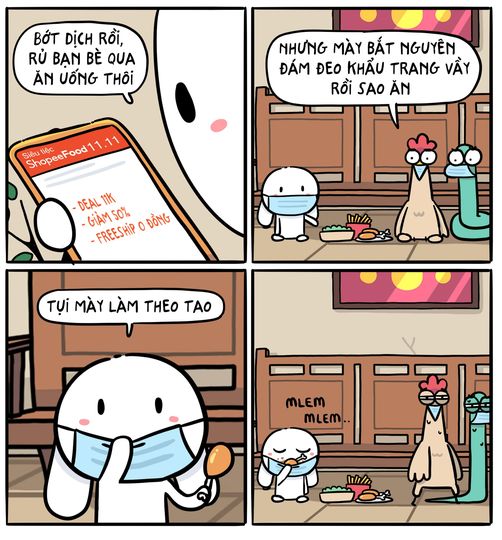 BỚT DỊCH RỒI,
RỦ BẠN BÈ QUA
ĂN UỐNG THÔI
Siêu tiệc
ShopeeFood 11.11
- DEAL 11K
- GIẢM 50%
- FREESHIP 0 ĐỒNG
NHƯNG MÀY BẮT NGUYÊN
ĐÁM ĐEO KHẨU TRANG VẦY
RỒI SAO ĂN
TỤI MÀY LÀM THEO TAO
MLEM
MLEM..